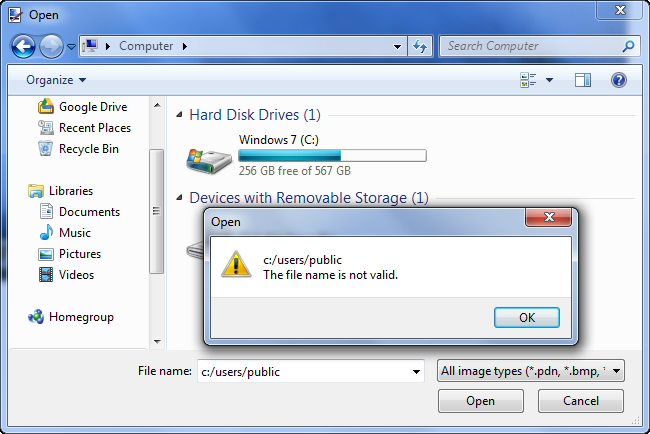 Open
Computer
Search Computer
Organize
Google Drive
Recent Places
Recycle Bin
Libraries
Documents
Music
Pictures
Videos
Homegroup
Hard Disk Drives (1)
Windows 7 (C:)
256 GB free of 567 GB
Devices with Removable Storage (1)
Open
c:/users/public
The file name is not valid.
OK
File name: c:/users/public
All image types (*.pdn, *.bmp,
Open Cancel